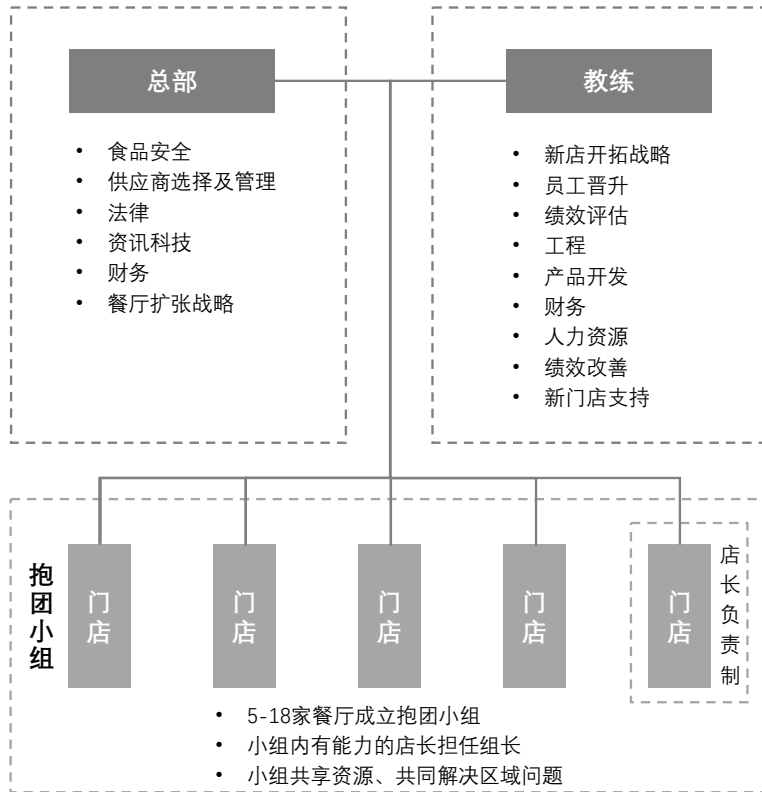 总部
• 食品安全
• 供应商选择及管理
• 法律
• 资讯科技
• 财务
• 餐厅扩张战略
教练
• 新店开拓战略
• 员工晋升
• 绩效评估
• 工程
• 产品开发
• 财务
• 人力资源
• 绩效改善
• 新门店支持
抱团小组
门店
门店
门店
门店
门店
店长负责制
• 5-18家餐厅成立抱团小组
• 小组内有能力的店长担任组长
• 小组共享资源、共同解决区域问题